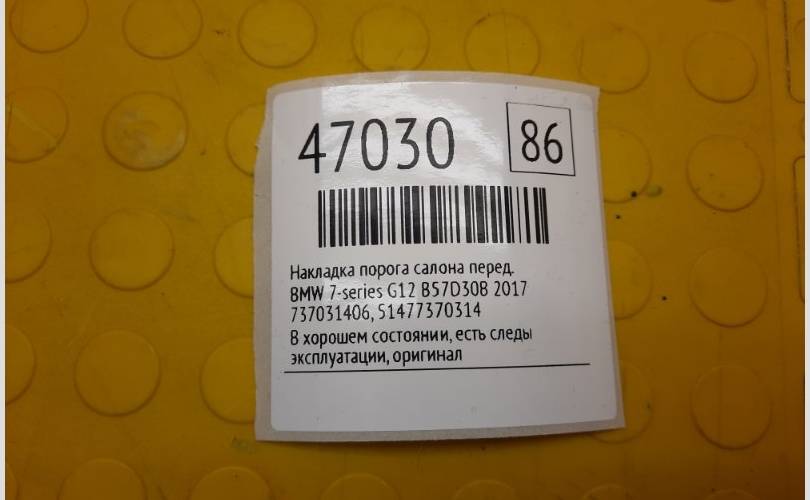 47030
86
Накладка порога салона перед.
BMW 7-series G12 B57D30B 2017
737031406, 51477370314
В хорошем состоянии, есть следы
эксплуатации, оригинал